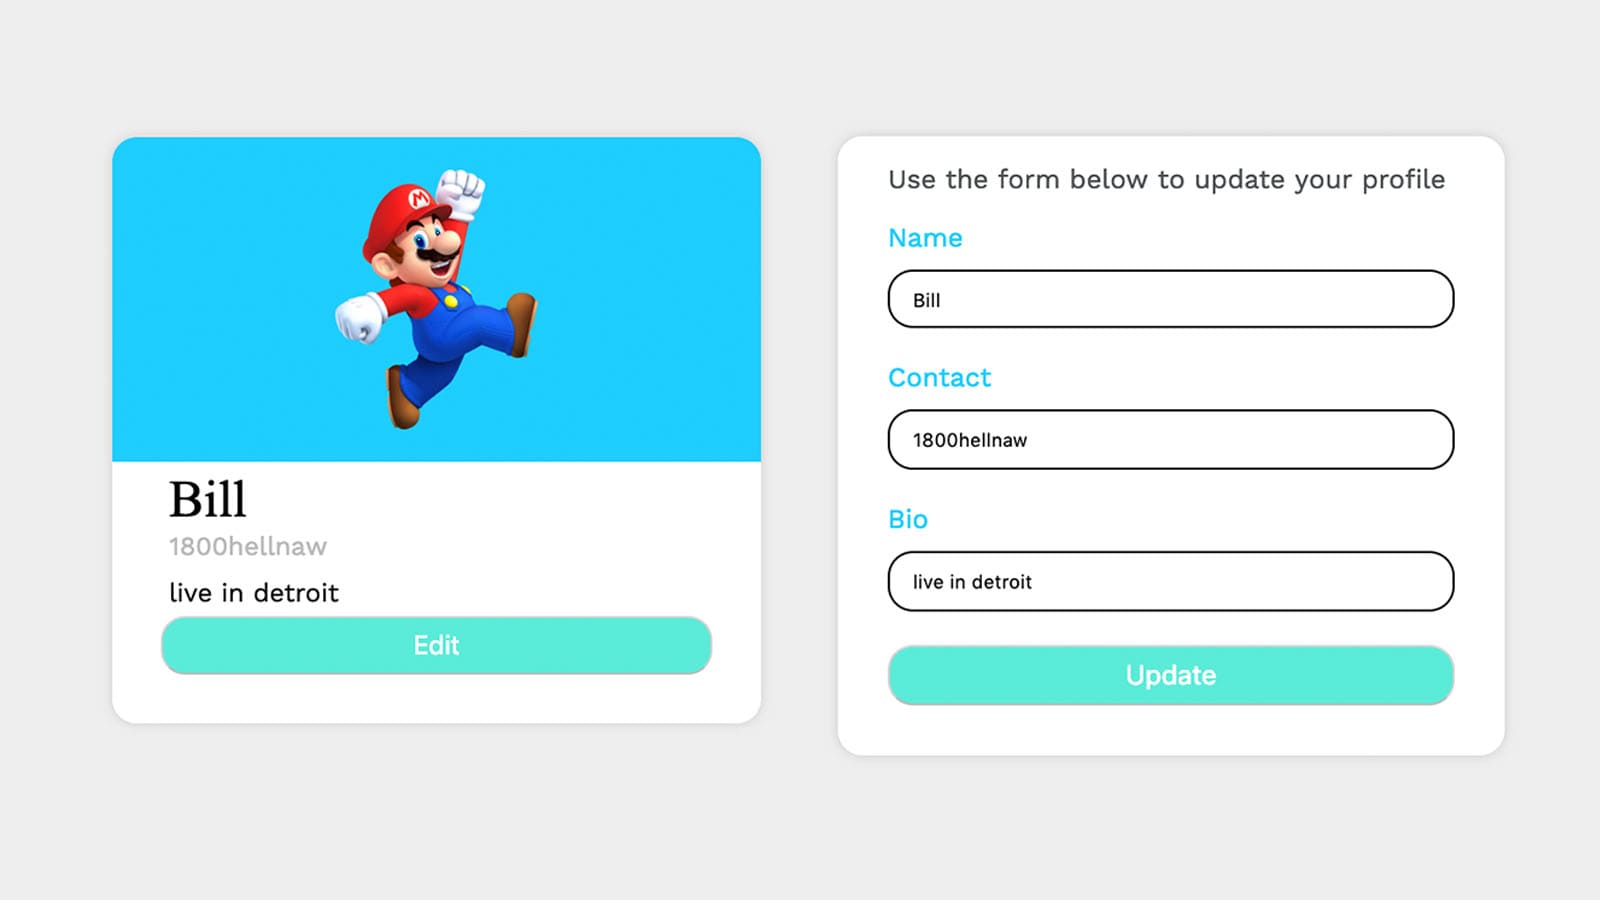 M
Bill
1800hellnaw
live in detroit
Edit
Use the form below to update your profile
Name
Bill
Contact
1800hellnaw
Bio
live in detroit
Update